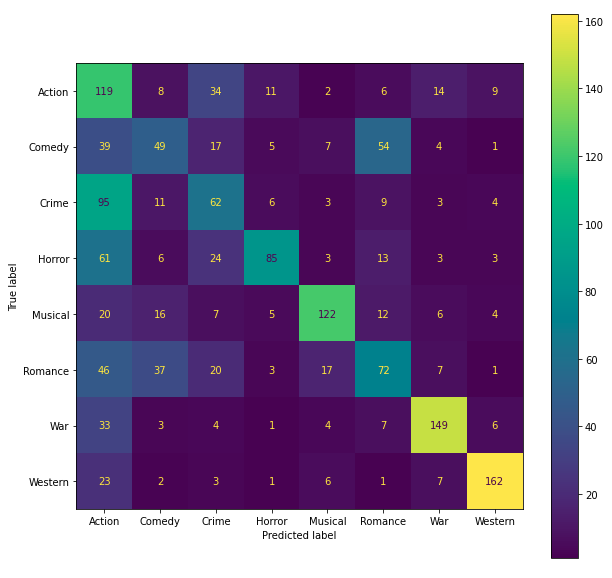 Action 119 8 34 11 2 6 14 9
Comedy 39 49 17 5 7 54 4 1
Crime 95 11 62 6 3 9 3 4
Horror 61 6 24 85 3 13 3 3
Musical 20 16 7 5 122 12 6 4
Romance 46 37 20 3 17 72 7 1
War 33 3 4 1 4 7 149 6
Western 23 2 3 1 6 1 7 162
Action Comedy Crime Horror Musical Romance War Western
Predicted label
True label
160
140
120
100
80
60
40
20